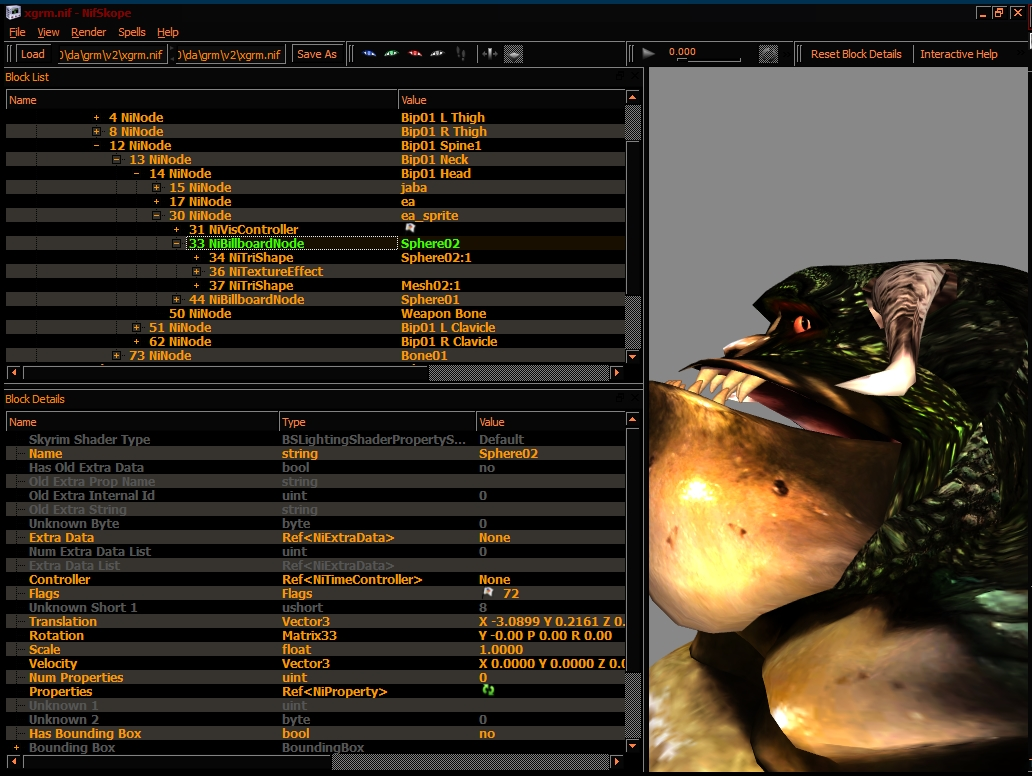 xgrm.nif - NifSkope
File View Render Spells Help
Load )\da\grm\v2\xgrm.nif )\da\grm\v2\xgrm.nif Save As 0.000 Reset Block Details Interactive Help
Block List
Name Value
4 NiNode Bip01 L Thigh
8 NiNode Bip01 R Thigh
12 NiNode Bip01 Spine1
13 NiNode Bip01 Neck
14 NiNode Bip01 Head
15 NiNode jaba
17 NiNode ea
30 NiNode ea_sprite
31 NiVisController
33 NiBillboardNode Sphere02
34 NiTriShape Sphere02:1
36 NiTextureEffect
37 NiTriShape Mesh02:1
44 NiBillboardNode Sphere01
50 NiNode Weapon Bone
51 NiNode Bip01 L Clavicle
62 NiNode Bip01 R Clavicle
73 NiNode Bone01
Block Details
Name Type Value
Skyrim Shader Type BSLightingShaderPropertyS... Default
Name string Sphere02
Has Old Extra Data bool no
Old Extra Prop Name string
Old Extra Internal Id uint 0
Old Extra String string
Unknown Byte byte 0
Extra Data Ref<NiExtraData> None
Num Extra Data List uint 0
Extra Data List Ref<NiExtraData>
Controller Ref<NiTimeController> None
Flags Flags 72
Unknown Short 1 ushort 8
Translation Vector3 X -3.0899 Y 0.2161 Z 0.
Rotation Matrix33 Y -0.00 P 0.00 R 0.00
Scale float 1.0000
Velocity Vector3 X 0.0000 Y 0.0000 Z 0.0
Num Properties uint 0
Properties Ref<NiProperty>
Unknown 1 uint
Unknown 2 byte 0
Has Bounding Box bool no
Bounding Box BoundingBox